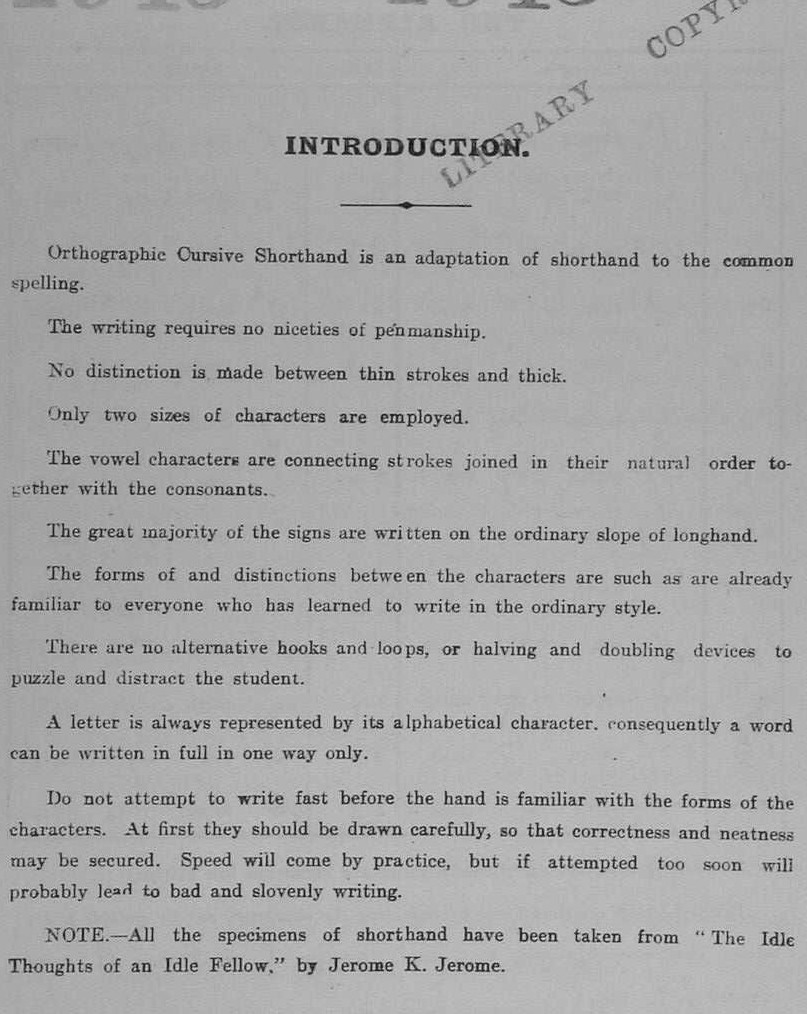 LITERARY COPYR
INTRODUCTION.
Orthographic Cursive Shorthand is an adaptation of shorthand to the common
spelling.
The writing requires no niceties of penmanship.
No distinction is made between thin strokes and thick.
Only two sizes of characters are employed.
The vowel characters are connecting strokes joined in their natural order to-
gether with the consonants.
The great majority of the signs are written on the ordinary slope of longhand.
The forms of and distinctions between the characters are such as are already
familiar to everyone who has learned to write in the ordinary style.
There are no alternative hooks and loops, or halving and doubling devices to
puzzle and distract the student.
A letter is always represented by its alphabetical character. consequently a word
can be written in full in one way only.
Do not attempt to write fast before the hand is familiar with the forms of the
characters. At first they should be drawn carefully, so that correctness and neatness
may be secured. Speed will come by practice, but if attempted too soon will
probably lead to bad and slovenly writing.
NOTE.—All the specimens of shorthand have been taken from "The Idle
Thoughts of an Idle Fellow," by Jerome K. Jerome.